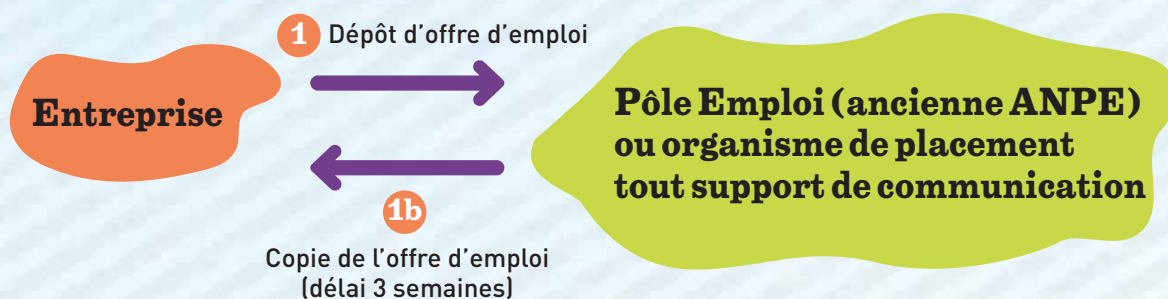 1 Dépôt d'offre d'emploi
Entreprise
Pôle Emploi (ancienne ANPE)
ou organisme de placement
tout support de communication
1b
Copie de l'offre d'emploi
(délai 3 semaines)